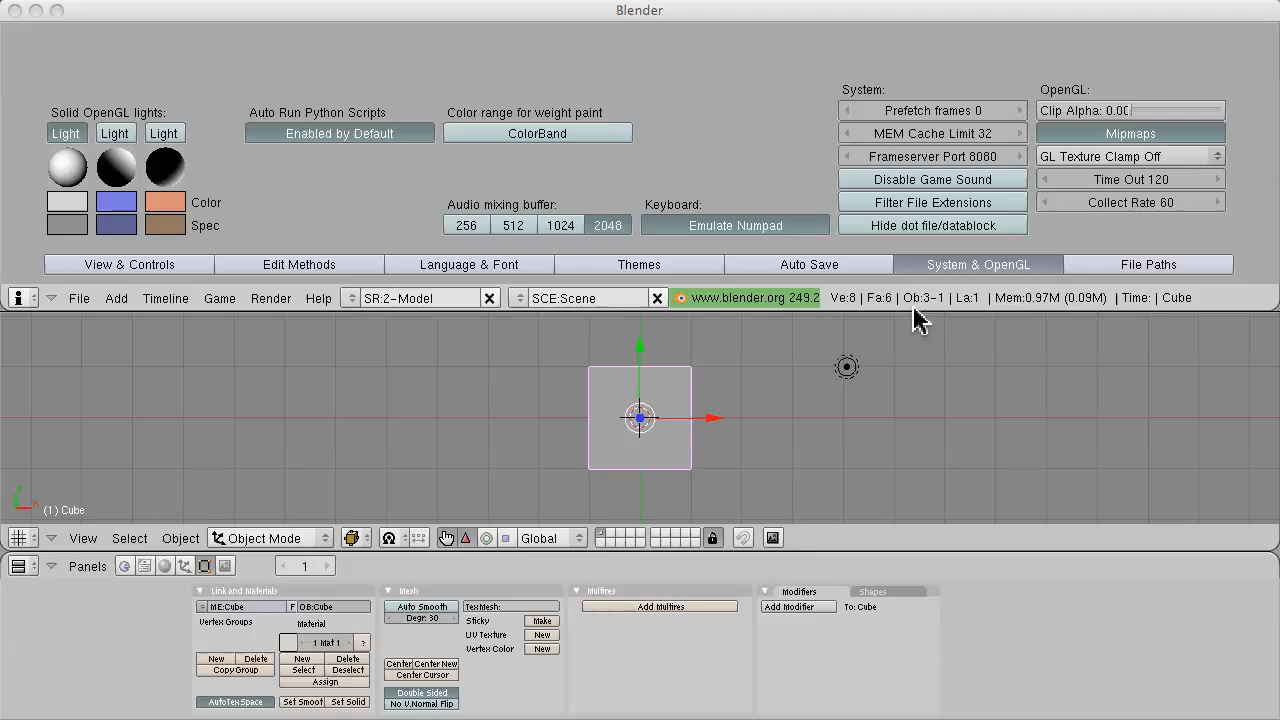 Blender
System: OpenGL:
Solid OpenGL lights: Auto Run Python Scripts Color range for weight paint Prefetch frames 0 Clip Alpha: 0.00
Light Light Light Enabled by Default ColorBand MEM Cache Limit 32 Mipmaps
Frameserver Port 8080 GL Texture Clamp Off
Disable Game Sound Time Out 120
Color Audio mixing buffer: Keyboard: Filter File Extensions Collect Rate 60
Spec 256 512 1024 2048 Emulate Numpad Hide dot file/datablock
View & Controls Edit Methods Language & Font Themes Auto Save System & OpenGL File Paths
File Add Timeline Game Render Help SR:2-Model SCE:Scene www.blender.org 249.2 Ve:8 | Fa:6 | Ob:3-1 | La:1 | Mem:0.97M (0.09M) | Time: | Cube
(1) Cube
View Select Object Object Mode Global
Panels 1
Link and Materials Mesh Multires Modifiers Shapes
ME:Cube F OB:Cube Auto Smooth TexMesh: Add Multires Add Modifier To: Cube
Vertex Groups Material Degr: 30 Sticky Make
1 Mat 1 ? UV Texture New
Vertex Color New
New Delete New Delete Center Center New
Copy Group Select Deselect Center Cursor
Assign
AutoTexSpace Set Smoot Set Solid Double Sided
No V.Normal Flip